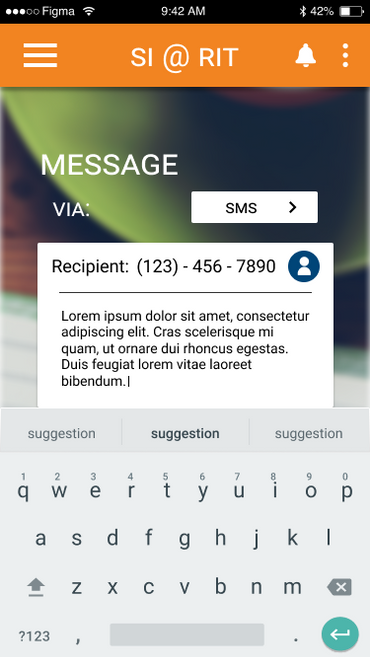 Figma 9:42 AM 42%
SI @ RIT
MESSAGE
VIA: SMS
Recipient: (123) - 456 - 7890
Lorem ipsum dolor sit amet, consectetur
adipiscing elit. Cras scelerisque mi
quam, ut ornare dui rhoncus egestas.
Duis feugiat lorem vitae laoreet
bibendum.
suggestion suggestion suggestion
1 2 3 4 5 6 7 8 9 0
q w e r t y u i o p
a s d f g h j k l
z x c v b n m
?123 , .